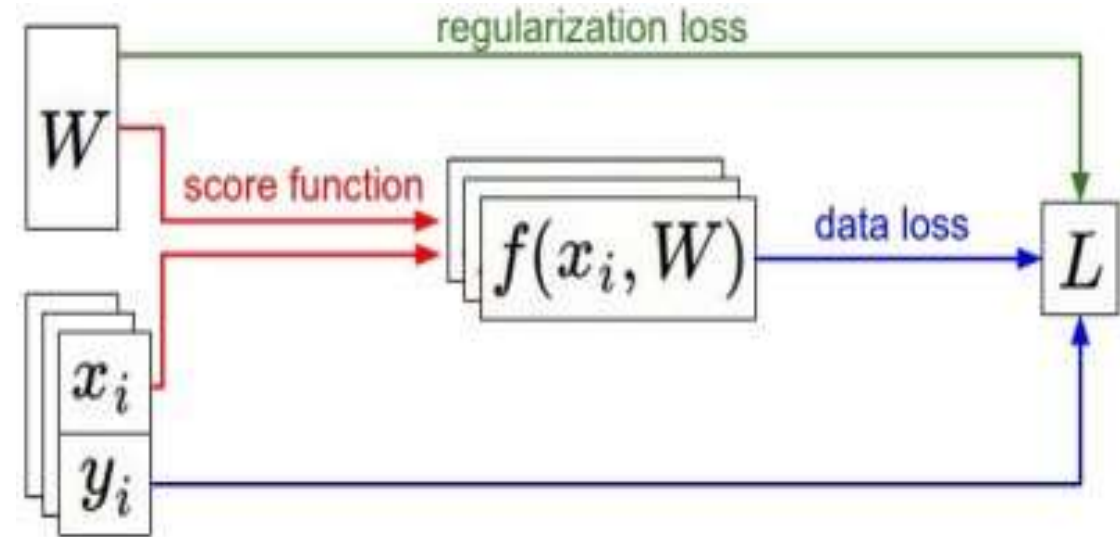 regularization loss
W
score function
f(x_i, W)
data loss
L
x_i
y_i